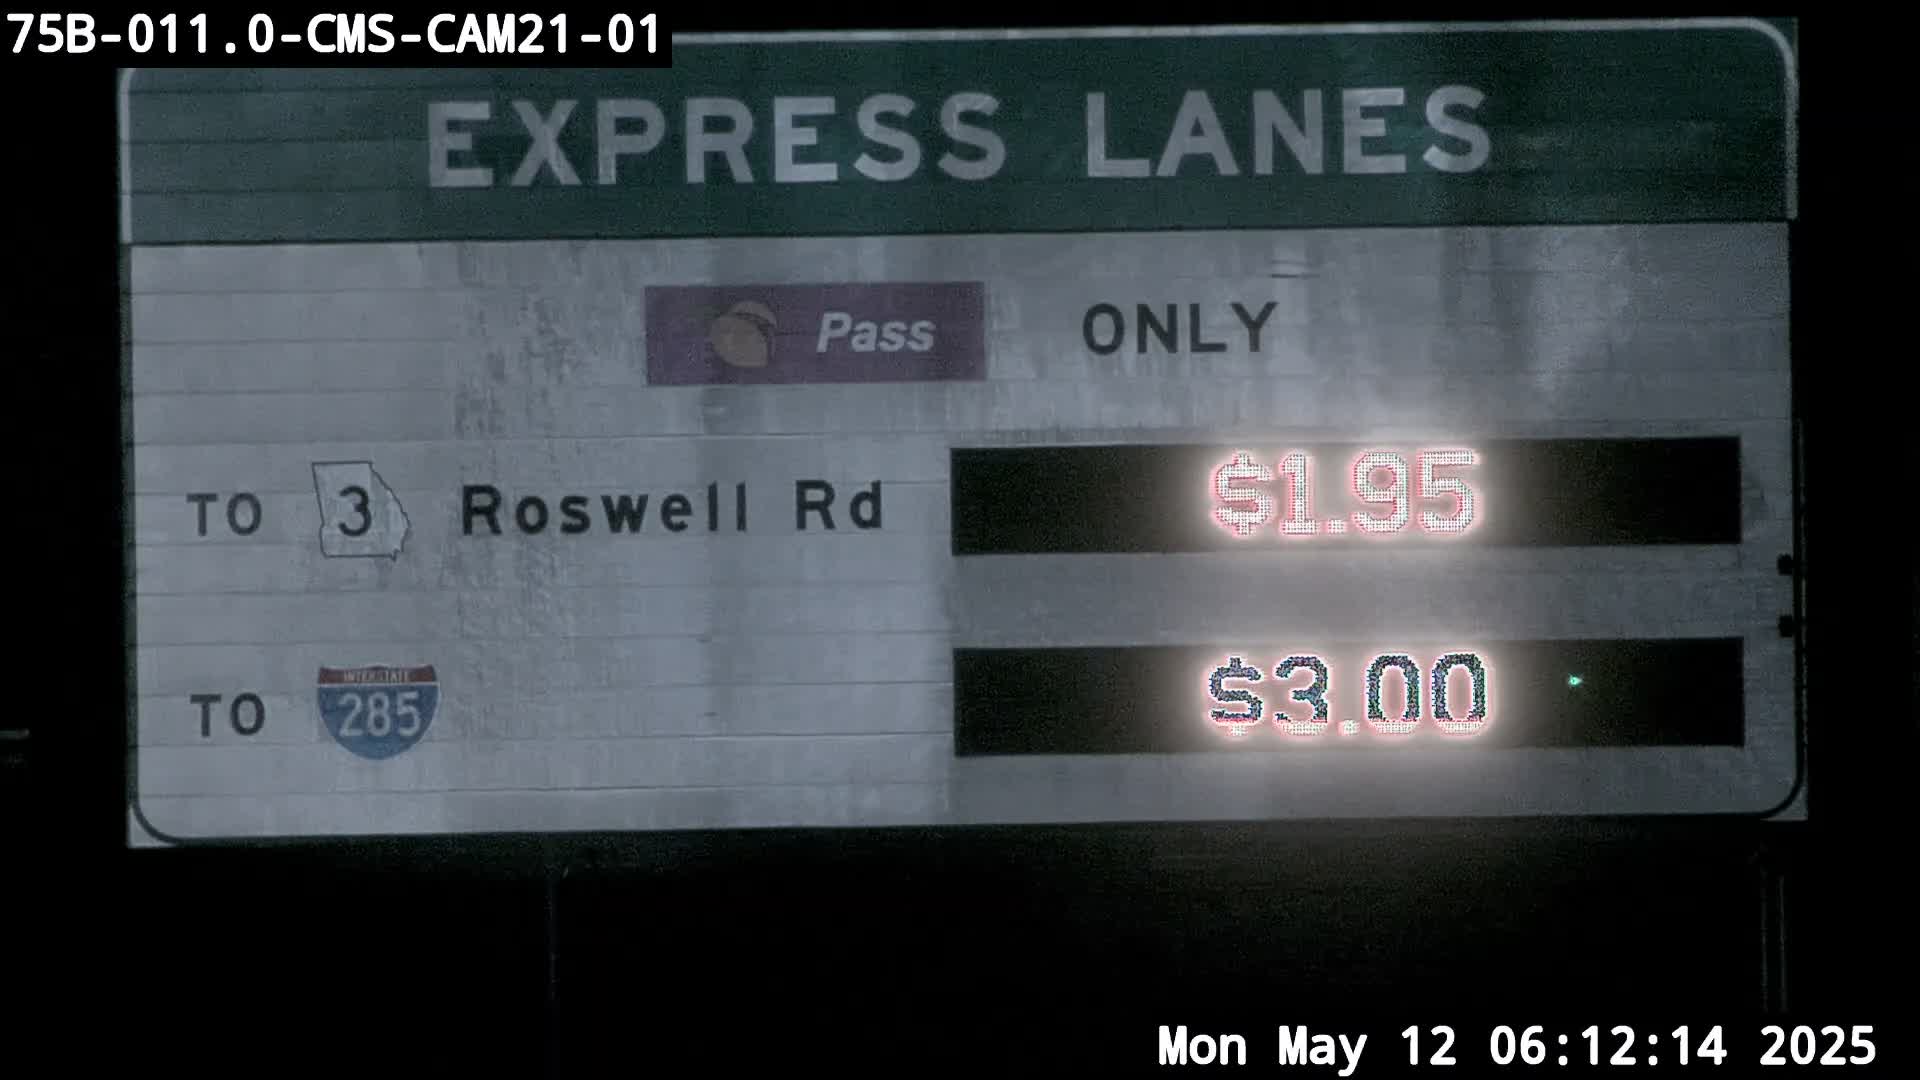 75B-011.0-CMS-CAM21-01
EXPRESS LANES
Pass ONLY
TO 3 Roswell Rd $1.95
INTERSTATE
TO 285 $3.00
Mon May 12 06:12:14 2025